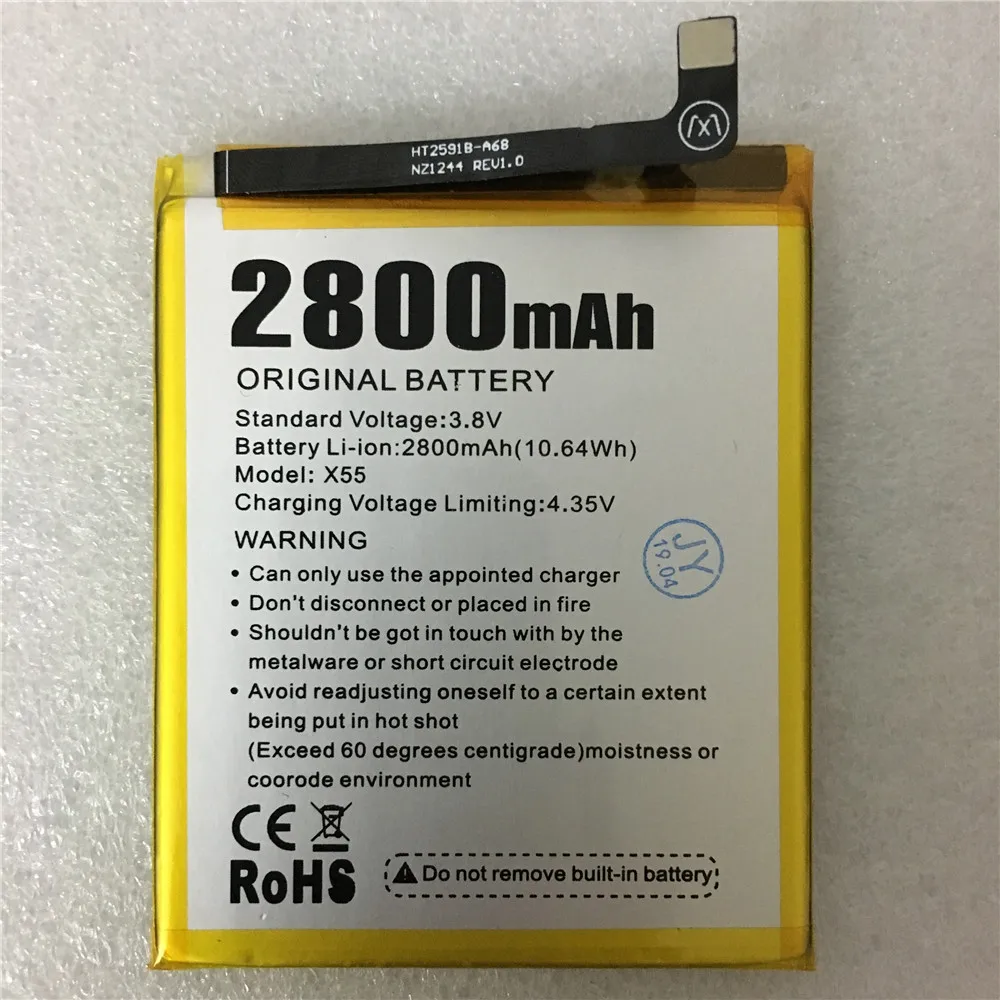 HT2591B-A68
NZ1244 REV1.0
2800mAh
ORIGINAL BATTERY
Standard Voltage:3.8V
Battery Li-ion:2800mAh(10.64Wh)
Model: X55
Charging Voltage Limiting:4.35V
WARNING
• Can only use the appointed charger
• Don't disconnect or placed in fire
• Shouldn't be got in touch with by the
metalware or short circuit electrode
• Avoid readjusting oneself to a certain extent
being put in hot shot
(Exceed 60 degrees centigrade)moistness or
coorode environment
JY
19.04
CE
RoHS
Do not remove built-in battery